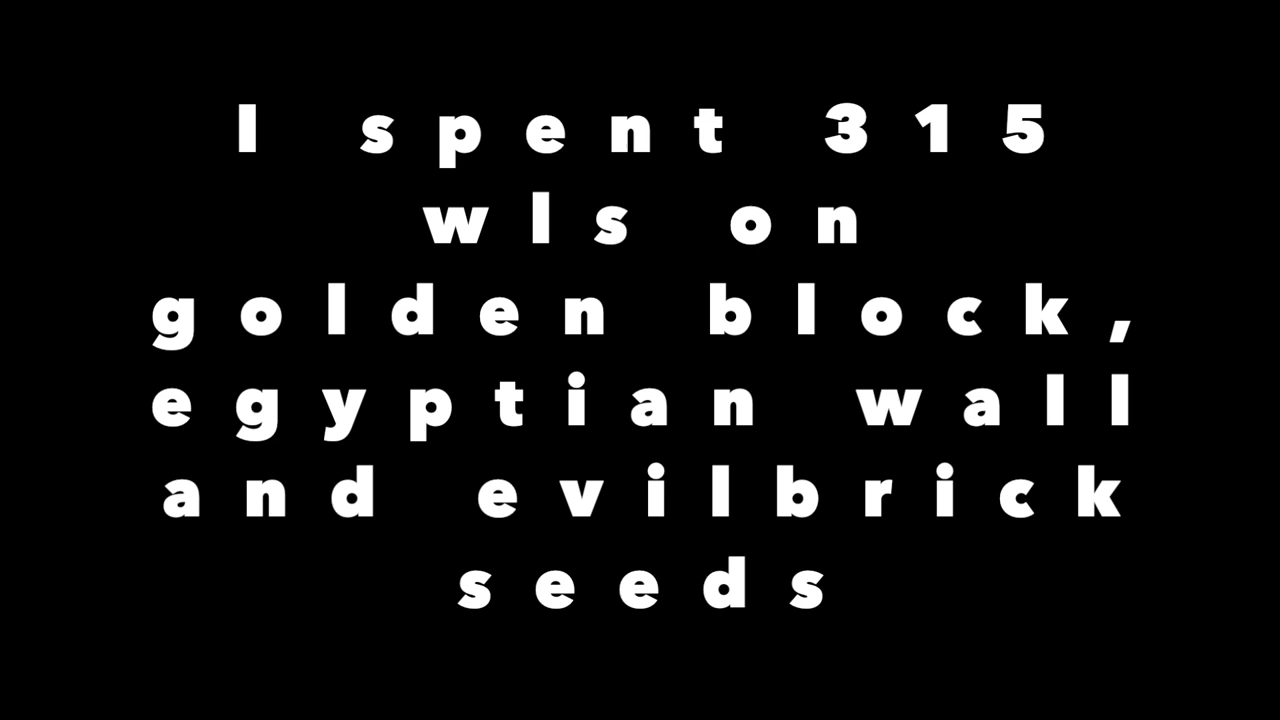 I spent 315
wls on
golden block,
egyptian wall
and evilbrick
seeds